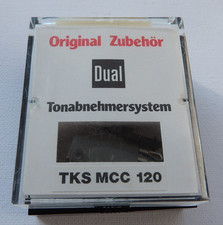 Original Zubehör
Dual
Tonabnehmersystem
TKS MCC 120